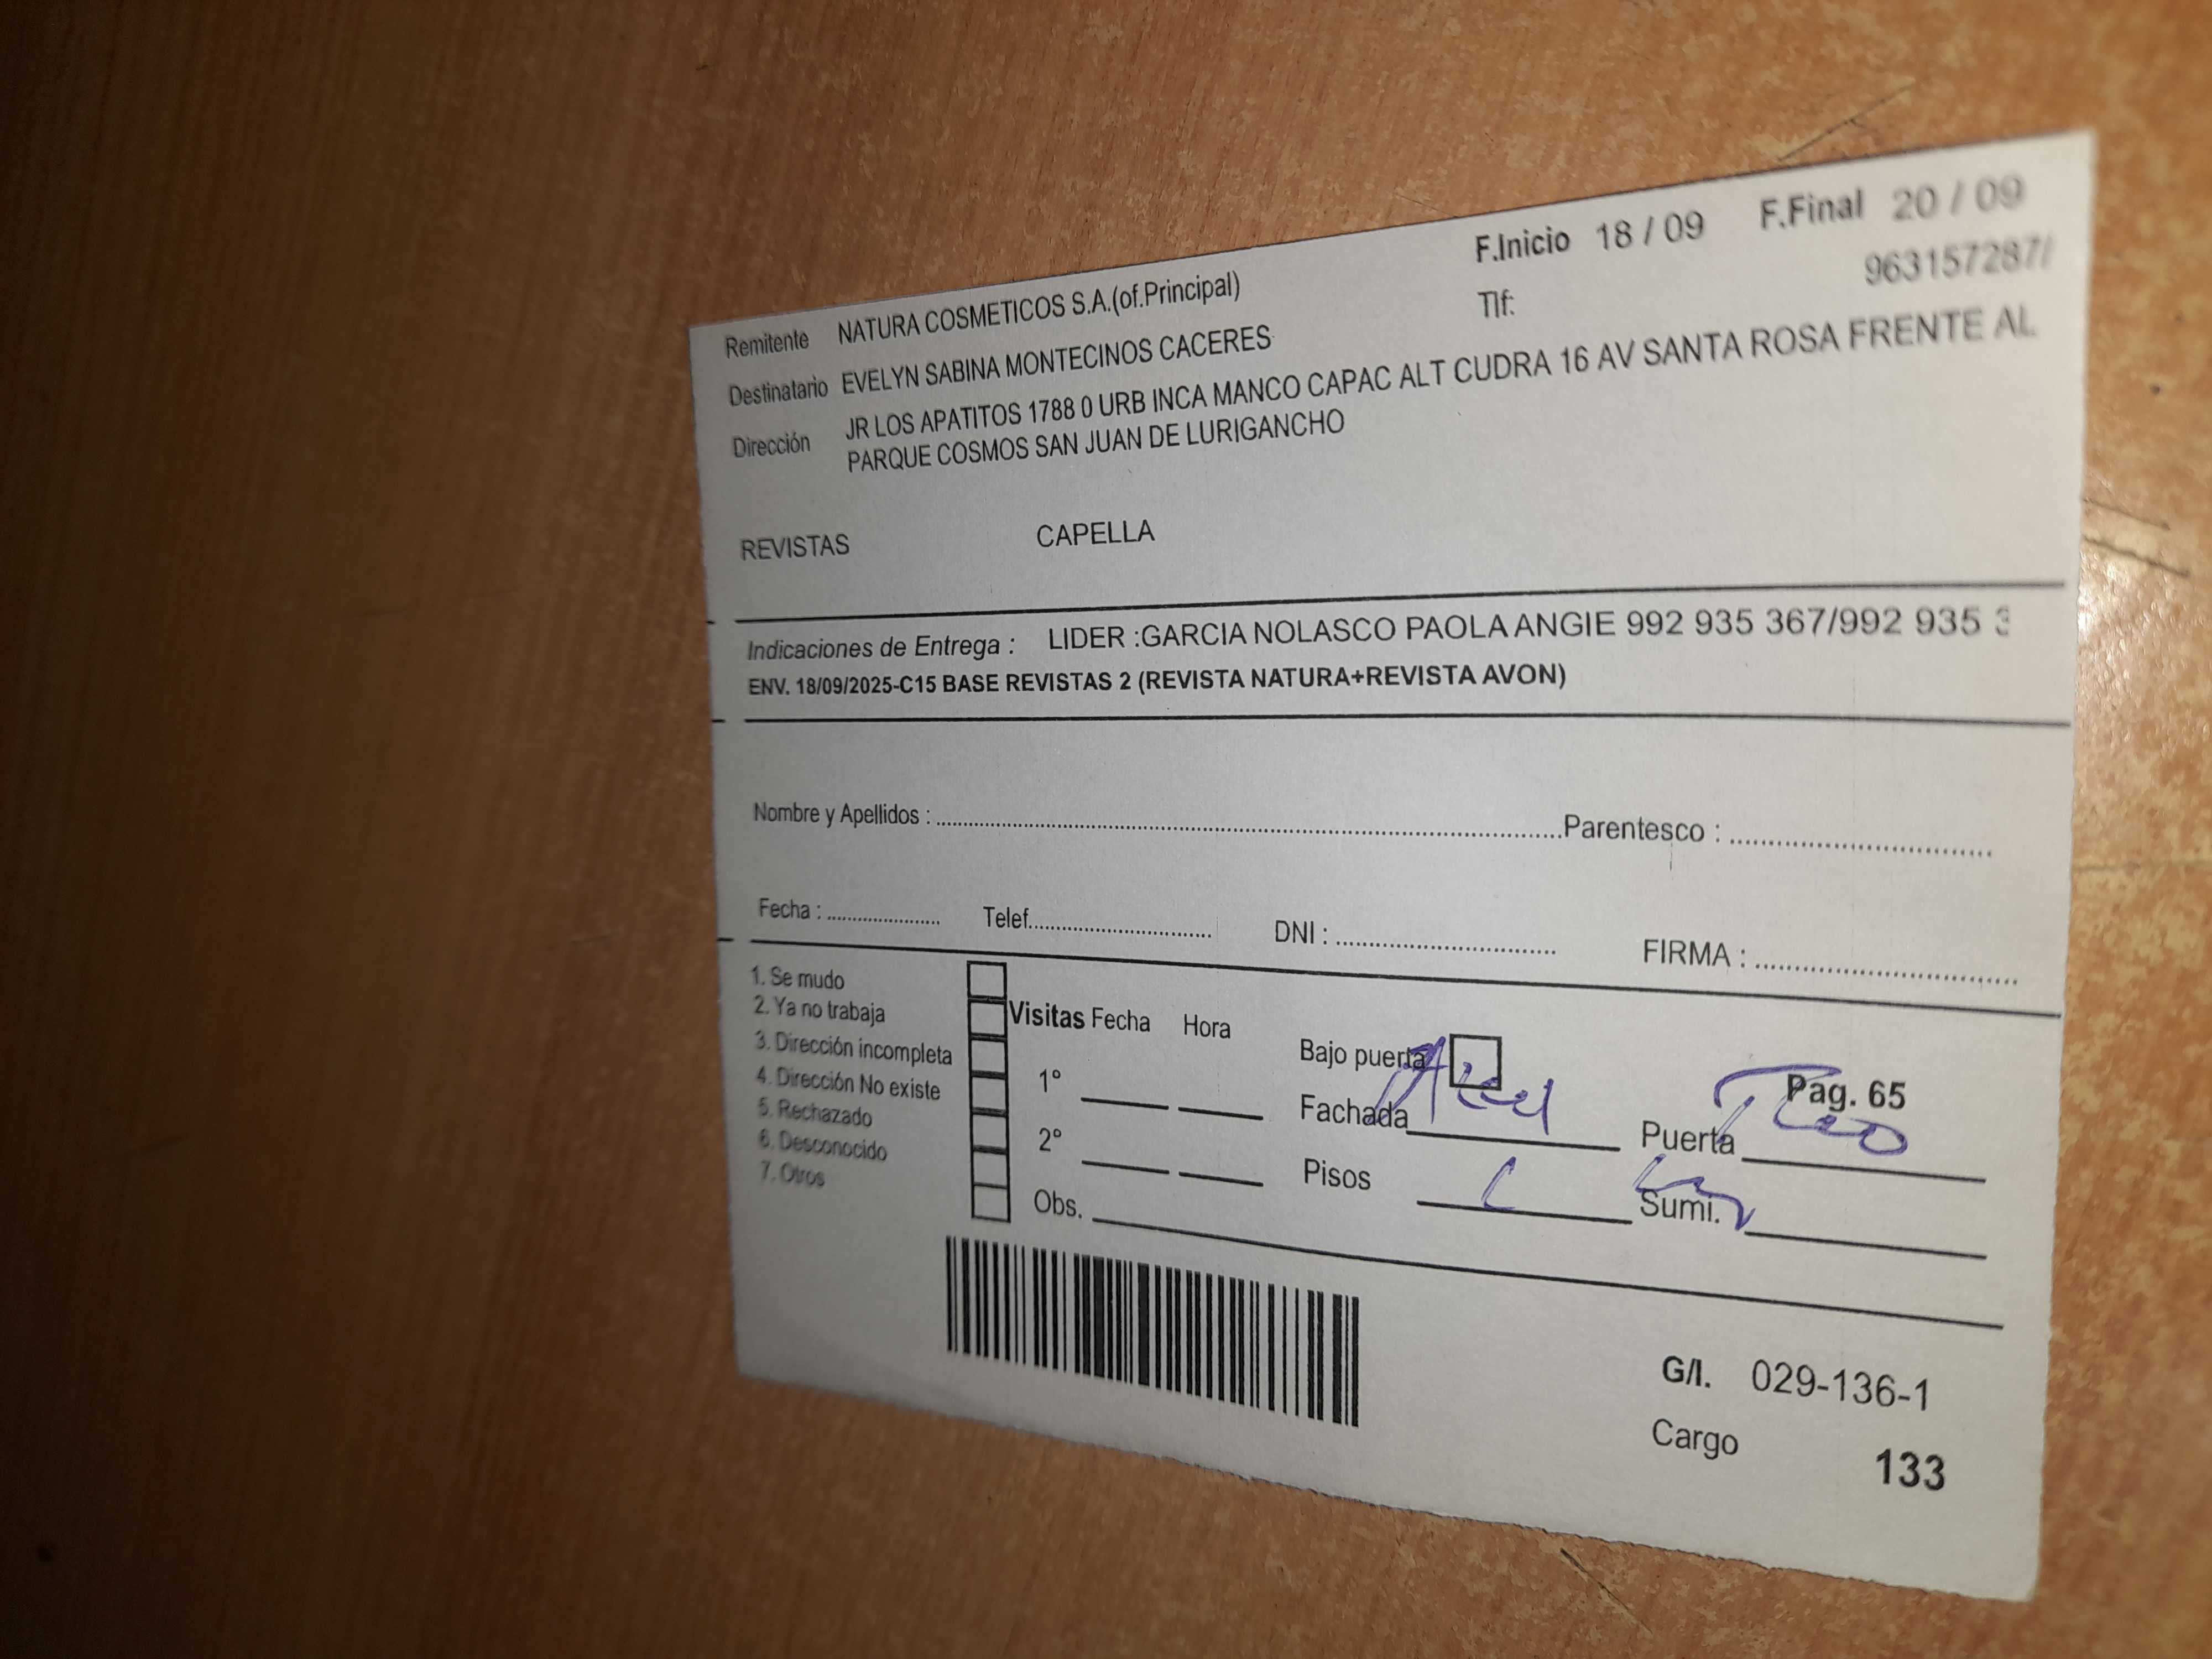 F.Inicio 18 / 09 F.Final 20 / 09
Remitente NATURA COSMETICOS S.A.(of.Principal) Tlf: 963157287/
Destinatario EVELYN SABINA MONTECINOS CACERES
Dirección JR LOS APATITOS 1788 0 URB INCA MANCO CAPAC ALT CUDRA 16 AV SANTA ROSA FRENTE AL
PARQUE COSMOS SAN JUAN DE LURIGANCHO
REVISTAS CAPELLA
Indicaciones de Entrega : LIDER :GARCIA NOLASCO PAOLA ANGIE 992 935 367/992 935 3
ENV. 18/09/2025-C15 BASE REVISTAS 2 (REVISTA NATURA+REVISTA AVON)
Nombre y Apellidos : Parentesco :
Fecha : Telef. DNI : FIRMA :
1. Se mudo
2. Ya no trabaja
3. Dirección incompleta
4. Dirección No existe
5. Rechazado
6. Desconocido
7. Otros
Visitas Fecha Hora
1º
2º
Obs.
Bajo puerta
Fachada
Pisos
Pag. 65
Puerta
Sumi.
G/I. 029-136-1
Cargo 133